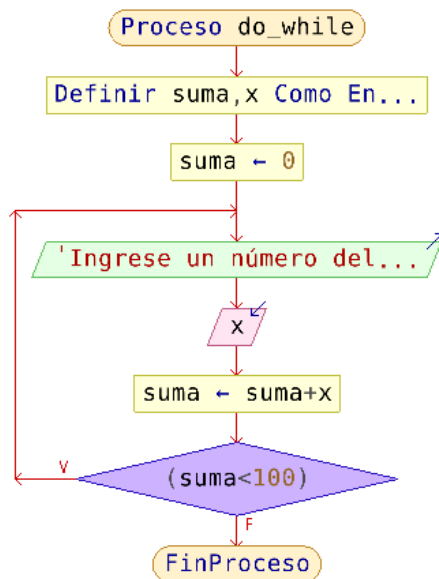 Proceso do_while
Definir suma,x Como En...
suma ← 0
'Ingrese un número del...
x
suma ← suma+x
V
(suma<100)
F
FinProceso